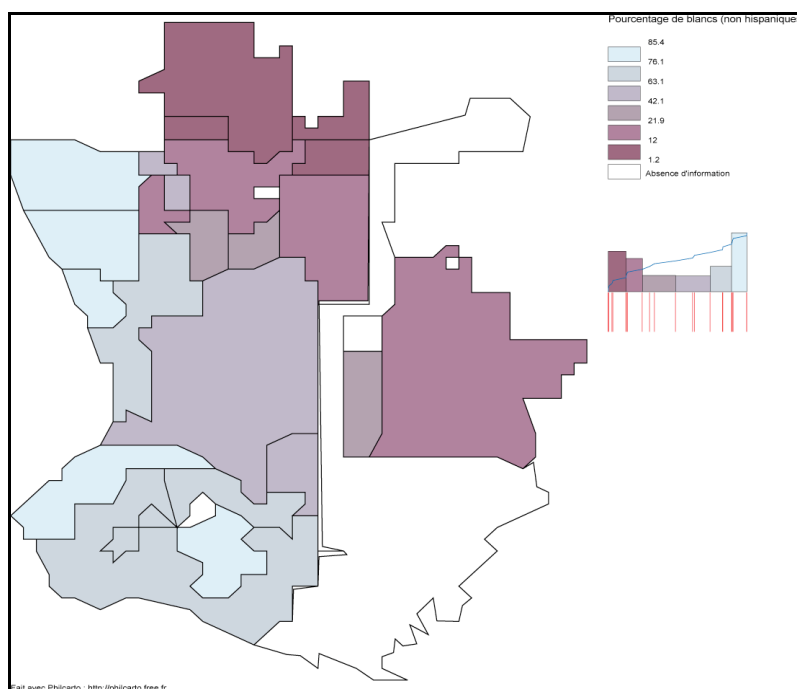 Pourcentage de blancs (non hispaniques
85.4
76.1
63.1
42.1
21.9
12
1.2
Absence d'information
Fait avec Philcarto : http://philcarto.free.fr